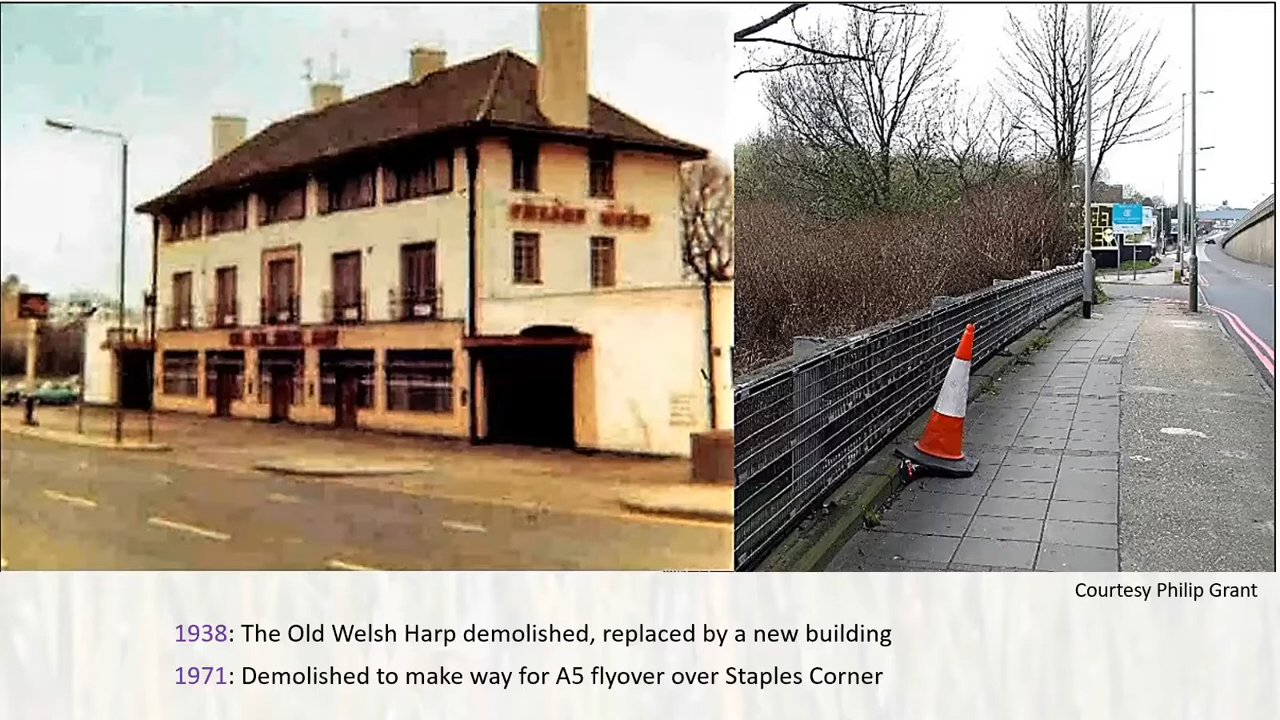 Courtesy Philip Grant
1938: The Old Welsh Harp demolished, replaced by a new building
1971: Demolished to make way for A5 flyover over Staples Corner